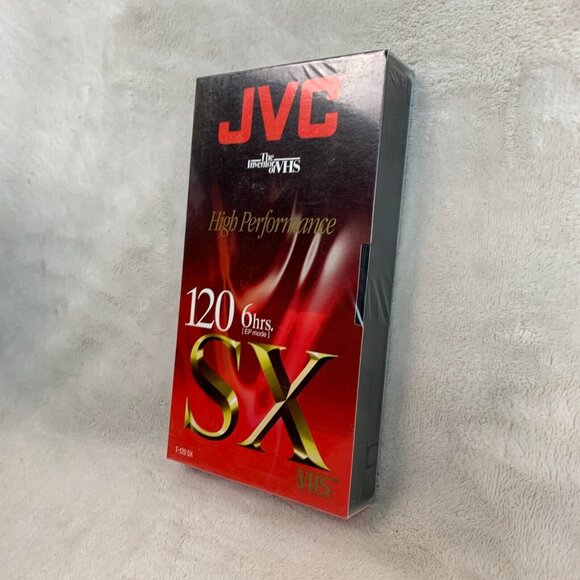 JVC
The
Inventor
of VHS
High Performance
120 6hrs.
[EP mode]
SX
T-120 SX
VHS